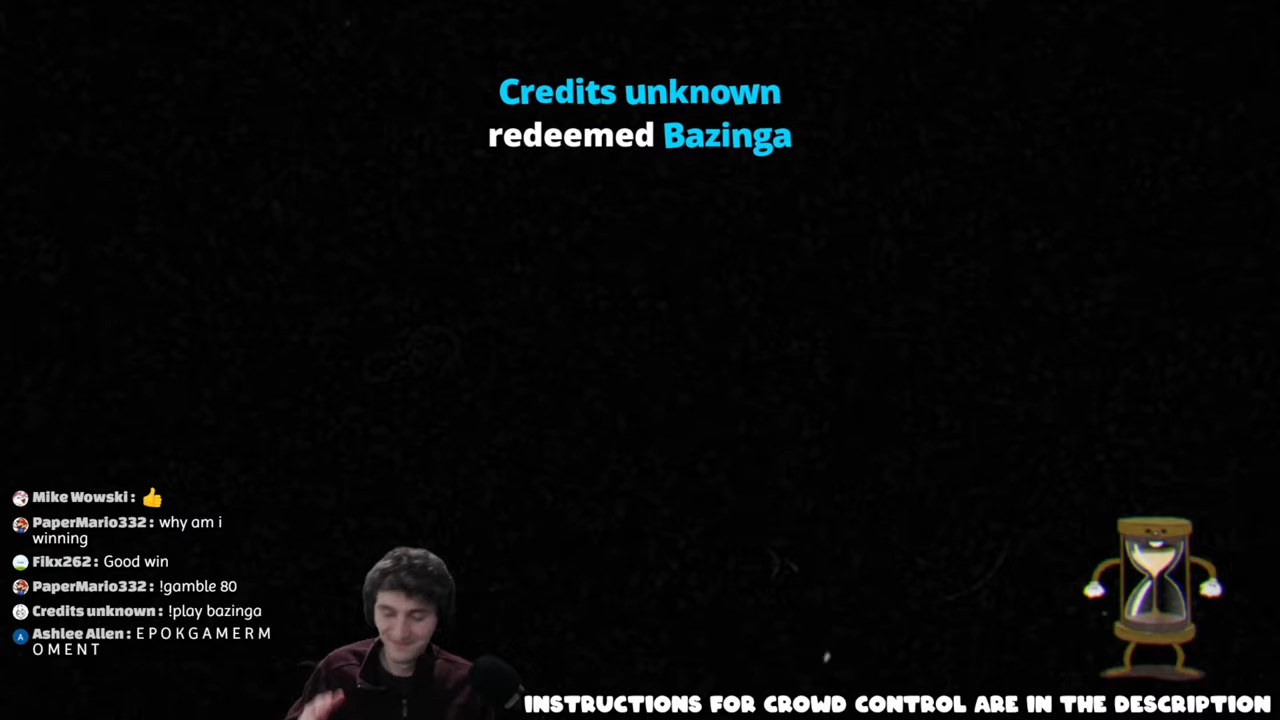 Credits unknown
redeemed Bazinga
Mike Wowski : 👍
PaperMario332 : why am i
winning
Fikx262 : Good win
PaperMario332 : !gamble 80
Credits unknown : !play bazinga
A Ashlee Allen : E P O K G A M E R M
O M E N T
INSTRUCTIONS FOR CROWD CONTROL ARE IN THE DESCRIPTION